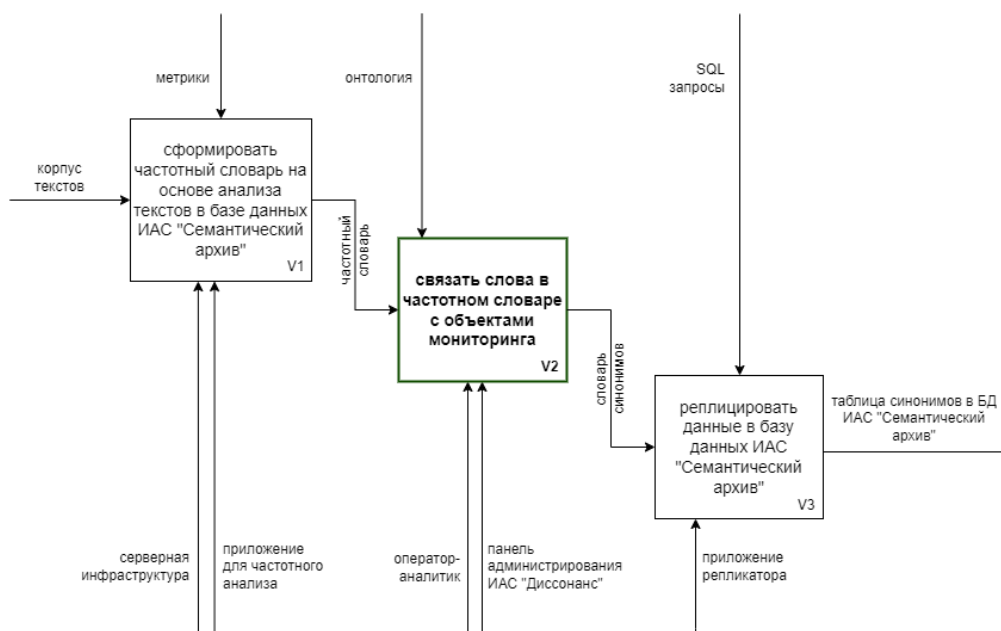 метрики
онтология
SQL
запросы
корпус
текстов
сформировать
частотный словарь на
основе анализа
текстов в базе данных
ИАС "Семантический
архив"
V1
частотный
словарь
связать слова в
частотном словаре
с объектами
мониторинга
V2
словарь
синонимов
реплицировать
данные в базу
данных ИАС
"Семантический
архив"
V3
таблица синонимов в БД
ИАС "Семантический
архив"
серверная
инфраструктура
приложение
для частотного
анализа
оператор-
аналитик
панель
администрирования
ИАС "Диссонанс"
приложение
репликатора